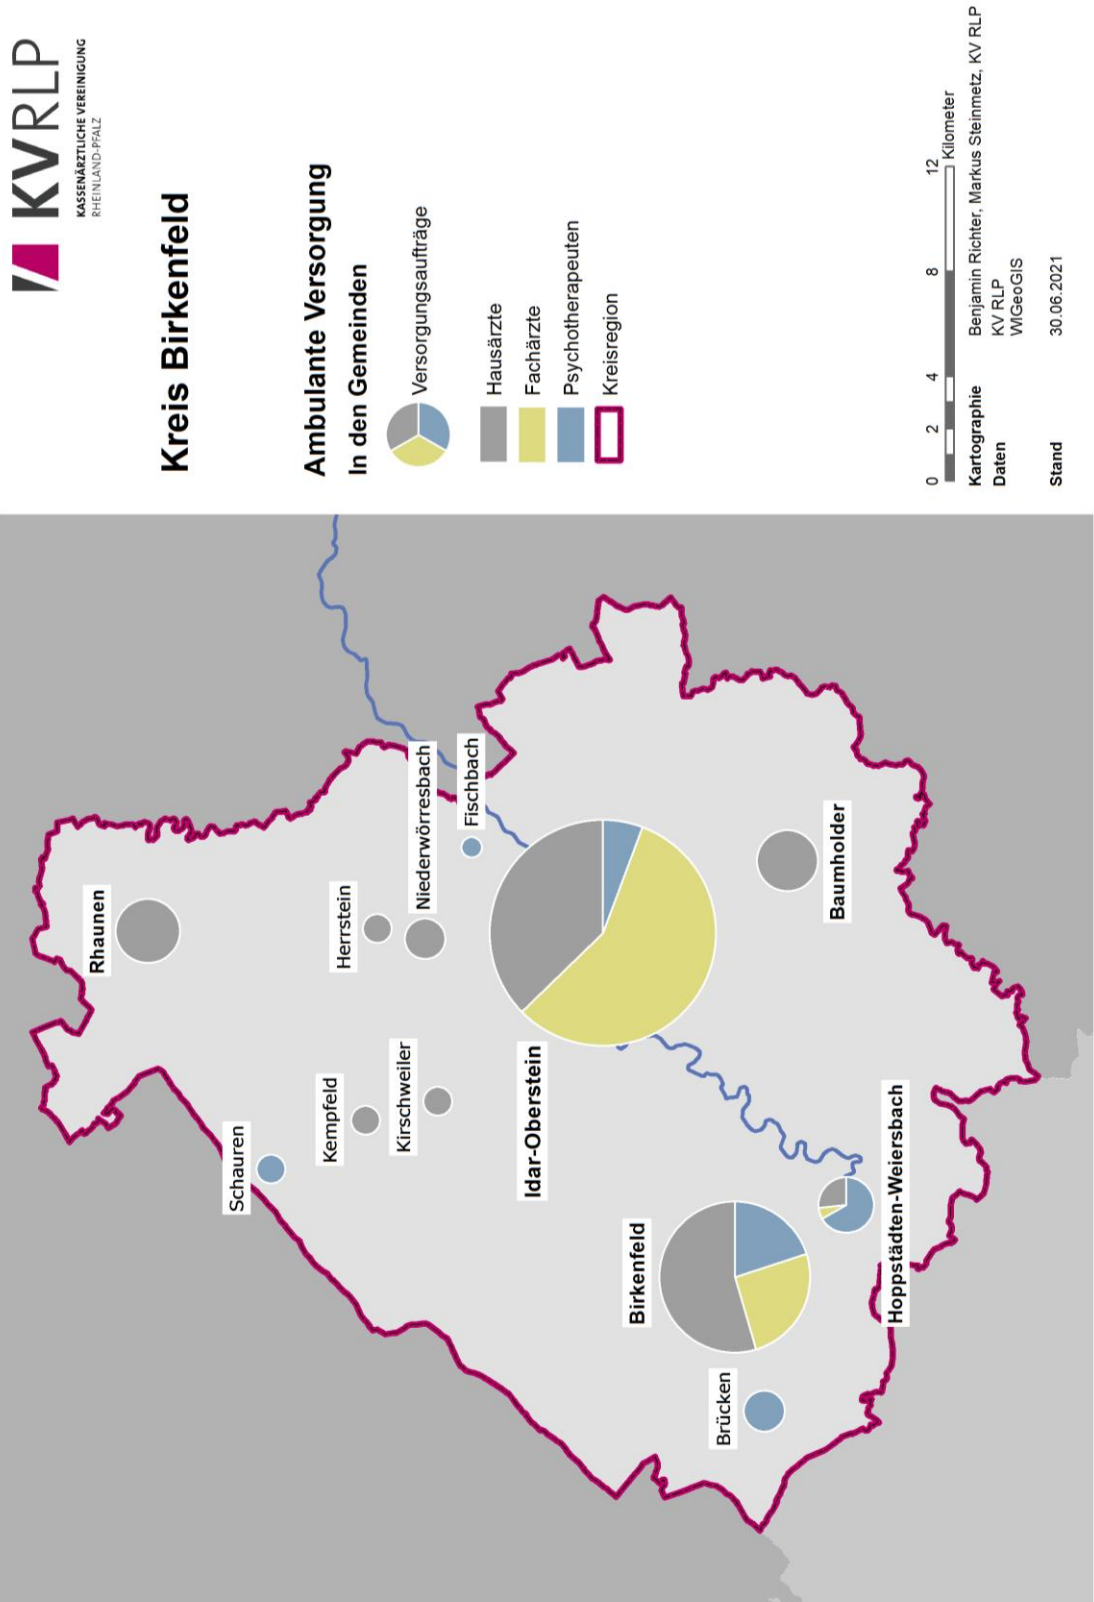 KVRLP
KASSENÄRZTLICHE VEREINIGUNG
RHEINLAND-PFALZ
Kreis Birkenfeld
Ambulante Versorgung
In den Gemeinden
Versorgungsaufträge
Hausärzte
Fachärzte
Psychotherapeuten
Kreisregion
0 2 4 8 12
Kilometer
Kartographie Benjamin Richter, Markus Steinmetz, KV RLP
Daten KV RLP
WIGeoGIS
Stand 30.06.2021
Rhaunen
Schauren
Kempfeld
Herrstein
Kirschweiler
Niederwörresbach
Fischbach
Idar-Oberstein
Birkenfeld
Brücken
Baumholder
Hoppstädten-Weiersbach